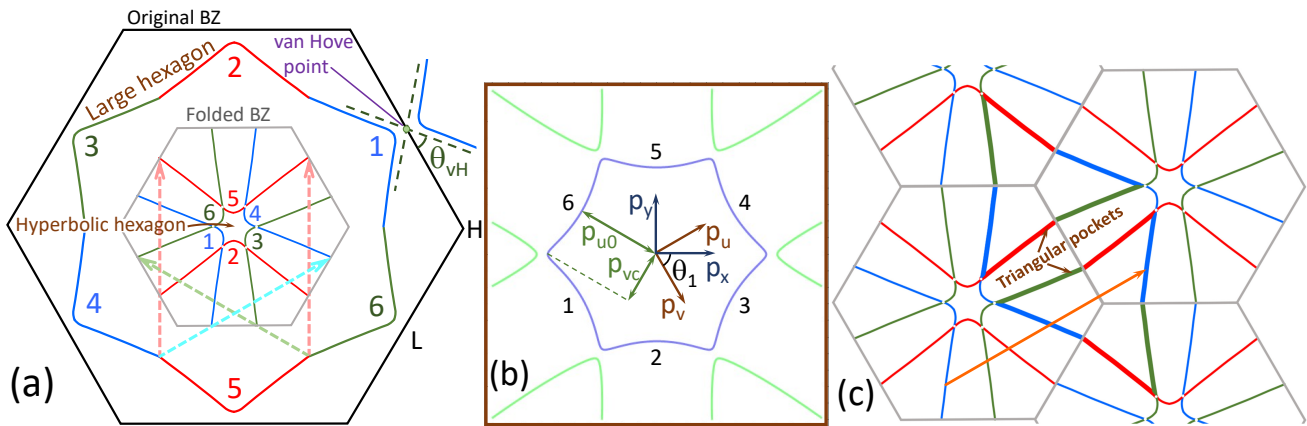 Original BZ
Large hexagon
2
van Hove
point
3
Folded BZ
1
θvH
5
6
4
Hyperbolic hexagon
H
1
3
2
4
6
L
5
(a)
5
6
4
py
pu
pu0
px
pvc
θ1
pv
1
3
2
(b)
Triangular pockets
(c)